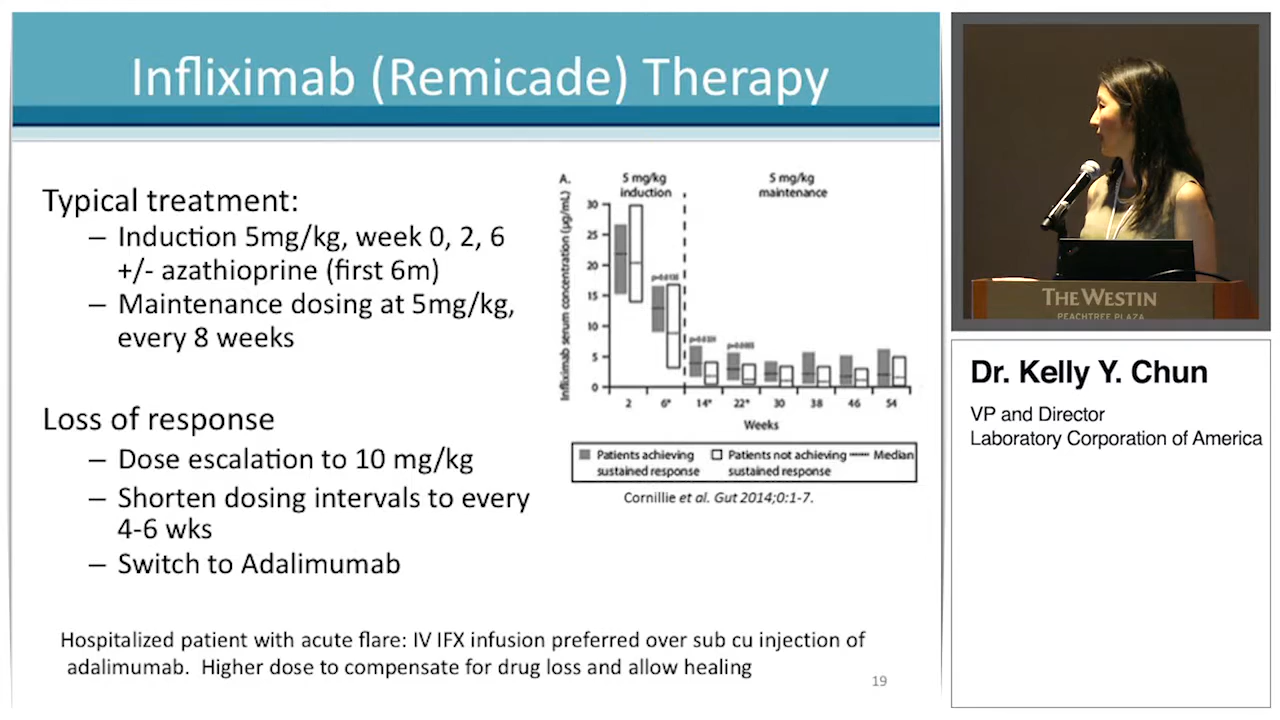 Infliximab (Remicade) Therapy
Typical treatment:
– Induction 5mg/kg, week 0, 2, 6
+/- azathioprine (first 6m)
– Maintenance dosing at 5mg/kg,
every 8 weeks
Loss of response
– Dose escalation to 10 mg/kg
– Shorten dosing intervals to every
4-6 wks
– Switch to Adalimumab
A.
5 mg/kg
induction
5 mg/kg
maintenance
Infliximab serum concentration (µg/mL)
30
25
20
15
10
5
0
2 6* 14* 22* 30 38 46 54
Weeks
Patients achieving
sustained response
Patients not achieving
sustained response
Median
Cornillie et al. Gut 2014;0:1-7.
Hospitalized patient with acute flare: IV IFX infusion preferred over sub cu injection of
adalimumab. Higher dose to compensate for drug loss and allow healing
19
THE WESTIN
PEACHTREE PLAZA
Dr. Kelly Y. Chun
VP and Director
Laboratory Corporation of America